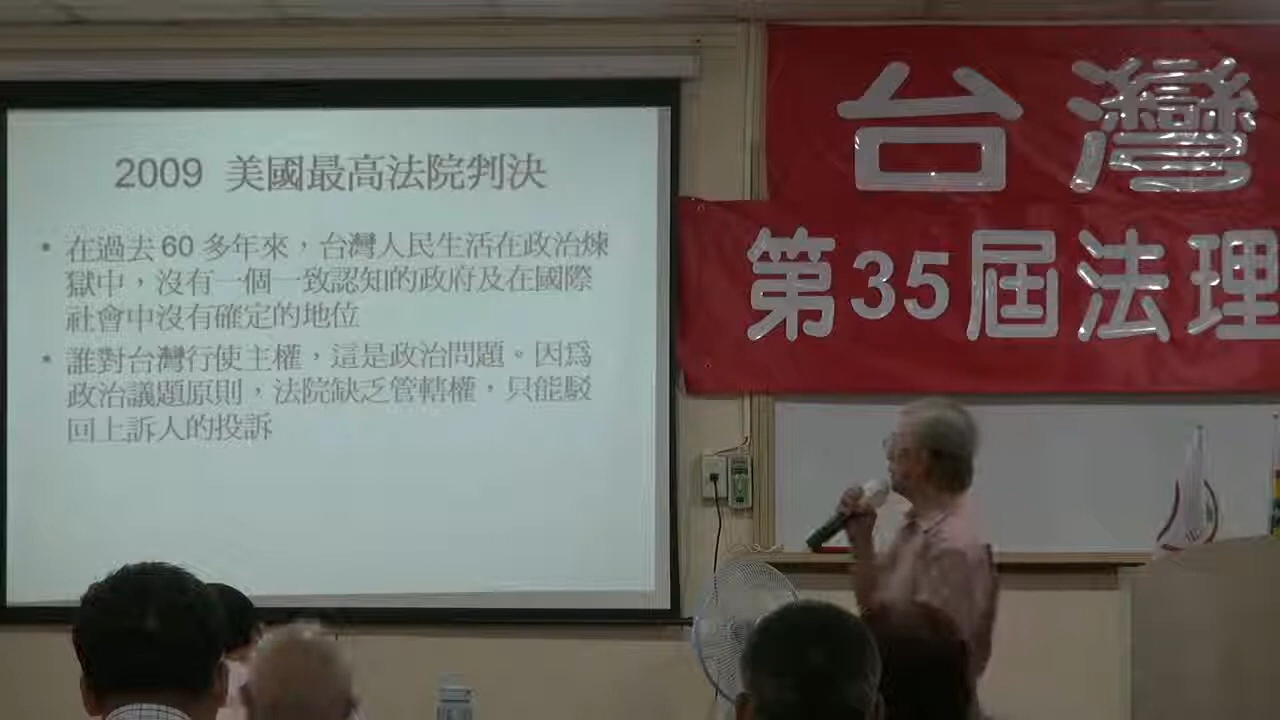 2009 美國最高法院判決
• 在過去 60 多年來，台灣人民生活在政治煉
獄中，沒有一個一致認知的政府及在國際
社會中沒有確定的地位
• 誰對台灣行使主權，這是政治問題。因為
政治議題原則，法院缺乏管轄權，只能駁
回上訴人的投訴
台灣
第35屆法理